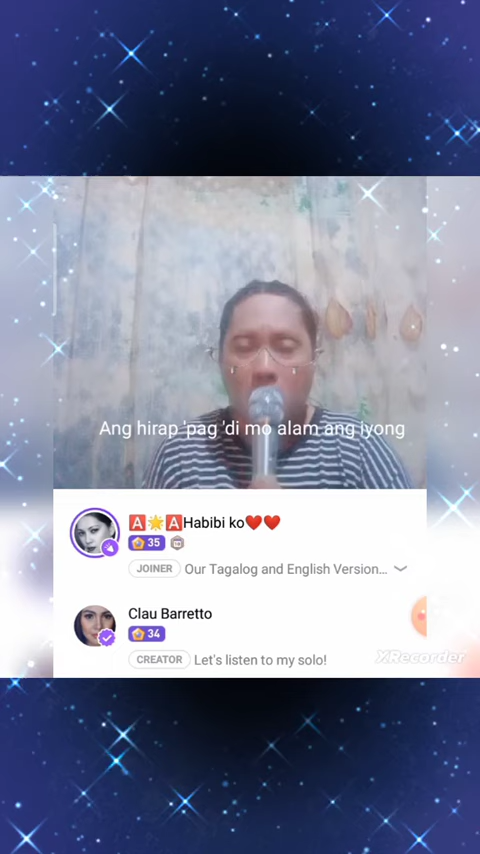 Ang hirap 'pag 'di mo alam ang iyong
🅰️🌟🅰️Habibi ko❤️❤️
35
JOINER Our Tagalog and English Version...
Clau Barretto
34
CREATOR Let's listen to my solo!
XRecorder